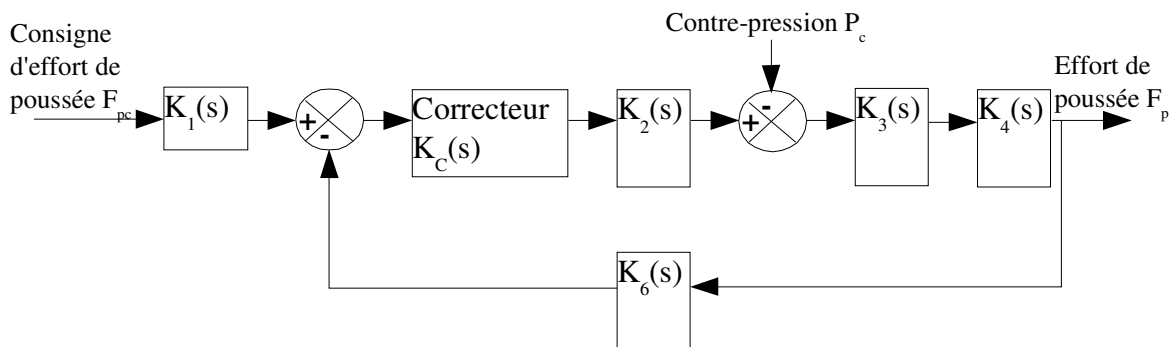 Contre-pression P_c
Consigne
d'effort de
poussée F_pc
K_1(s)
+
-
Correcteur
K_C(s)
K_2(s)
-
+
K_3(s)
K_4(s)
Effort de
poussée F_p
K_6(s)